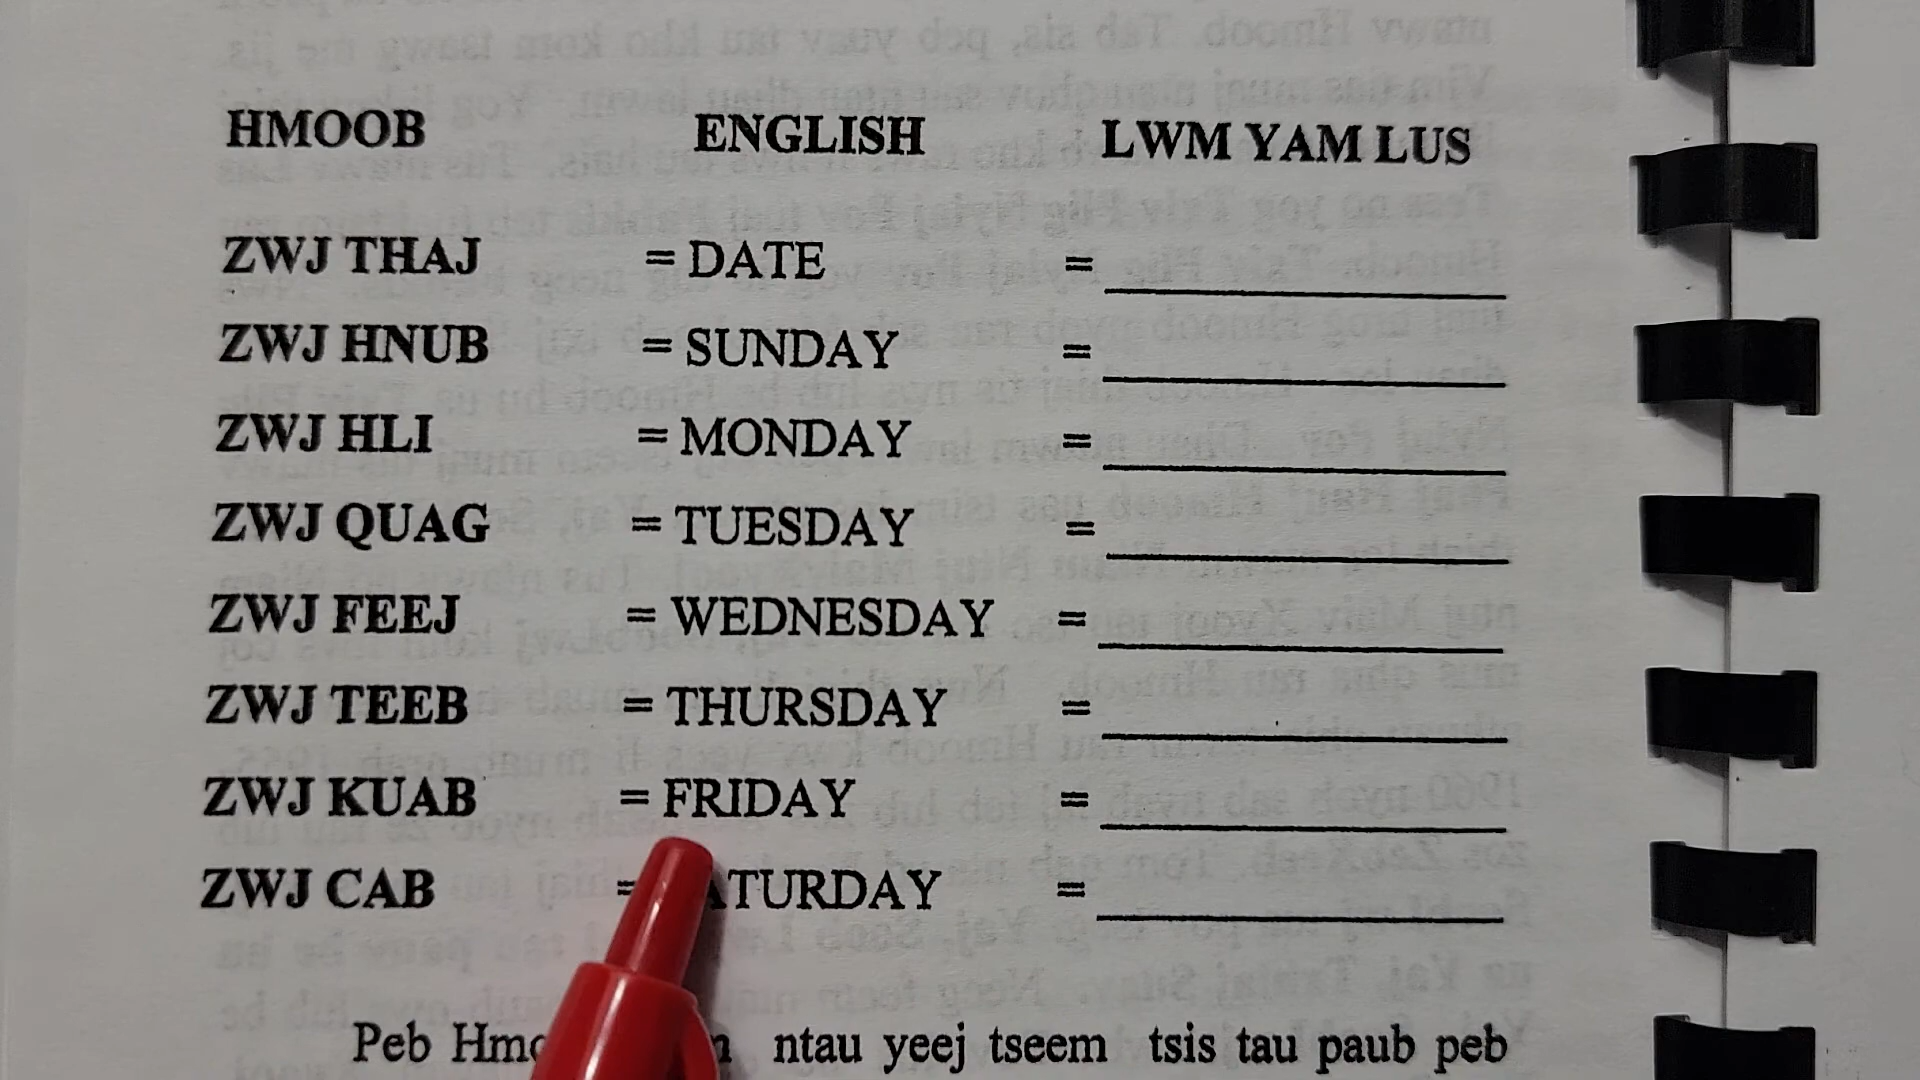 HMOOB ENGLISH LWM YAM LUS
ZWJ THAJ = DATE =
ZWJ HNUB = SUNDAY =
ZWJ HLI = MONDAY =
ZWJ QUAG = TUESDAY =
ZWJ FEEJ = WEDNESDAY =
ZWJ TEEB = THURSDAY =
ZWJ KUAB = FRIDAY =
ZWJ CAB = ATURDAY =
Peb ntau yeej tseem tsis tau paub peb